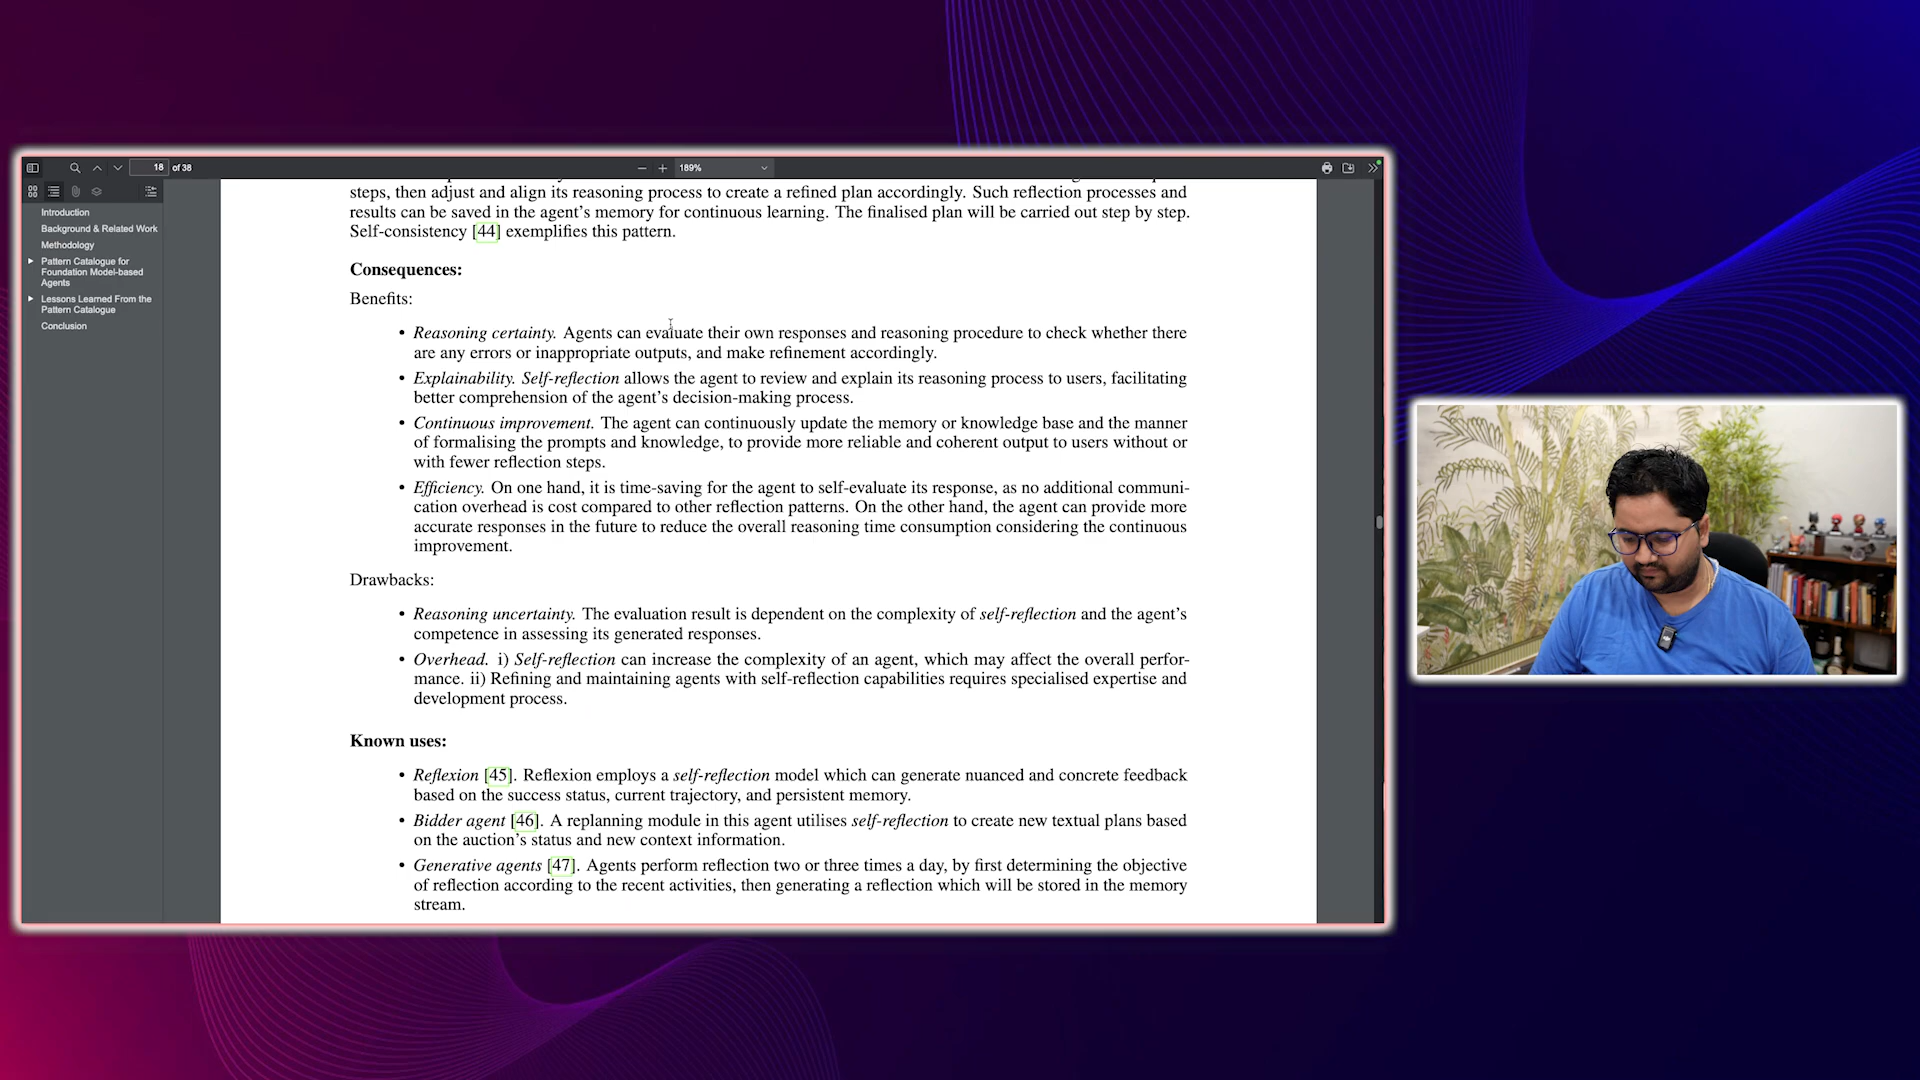 18 of 38
189%
Introduction
Background & Related Work
Methodology
Pattern Catalogue for
Foundation Model-based
Agents
Lessons Learned From the
Pattern Catalogue
Conclusion
steps, then adjust and align its reasoning process to create a refined plan accordingly. Such reflection processes and
results can be saved in the agent's memory for continuous learning. The finalised plan will be carried out step by step.
Self-consistency [44] exemplifies this pattern.
Consequences:
Benefits:
• Reasoning certainty. Agents can evaluate their own responses and reasoning procedure to check whether there
are any errors or inappropriate outputs, and make refinement accordingly.
• Explainability. Self-reflection allows the agent to review and explain its reasoning process to users, facilitating
better comprehension of the agent's decision-making process.
• Continuous improvement. The agent can continuously update the memory or knowledge base and the manner
of formalising the prompts and knowledge, to provide more reliable and coherent output to users without or
with fewer reflection steps.
• Efficiency. On one hand, it is time-saving for the agent to self-evaluate its response, as no additional communi-
cation overhead is cost compared to other reflection patterns. On the other hand, the agent can provide more
accurate responses in the future to reduce the overall reasoning time consumption considering the continuous
improvement.
Drawbacks:
• Reasoning uncertainty. The evaluation result is dependent on the complexity of self-reflection and the agent's
competence in assessing its generated responses.
• Overhead. i) Self-reflection can increase the complexity of an agent, which may affect the overall perfor-
mance. ii) Refining and maintaining agents with self-reflection capabilities requires specialised expertise and
development process.
Known uses:
• Reflexion [45]. Reflexion employs a self-reflection model which can generate nuanced and concrete feedback
based on the success status, current trajectory, and persistent memory.
• Bidder agent [46]. A replanning module in this agent utilises self-reflection to create new textual plans based
on the auction's status and new context information.
• Generative agents [47]. Agents perform reflection two or three times a day, by first determining the objective
of reflection according to the recent activities, then generating a reflection which will be stored in the memory
stream.